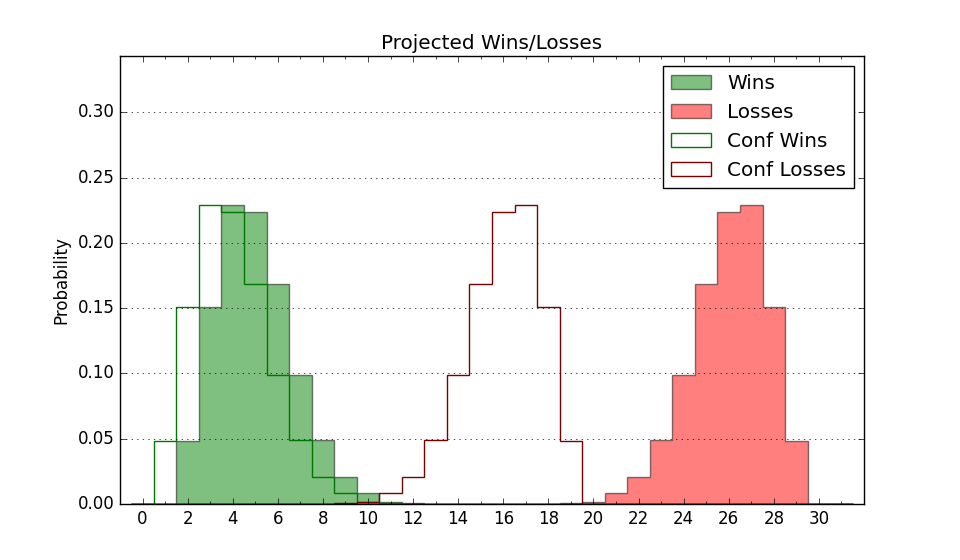 Projected Wins/Losses
Wins
Losses
Conf Wins
Conf Losses
Probability
0.30
0.25
0.20
0.15
0.10
0.05
0.00
0 2 4 6 8 10 12 14 16 18 20 22 24 26 28 30